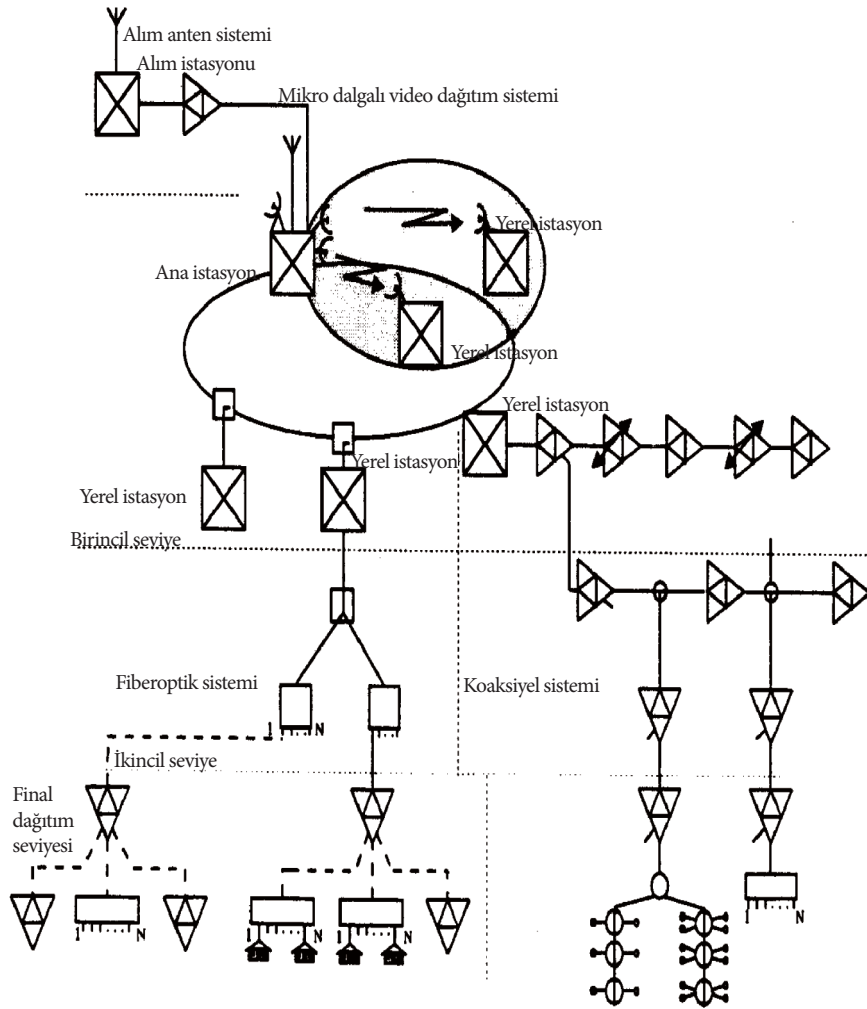 Alım anten sistemi
Alım istasyonu
Mikro dalgalı video dağıtım sistemi
Yerel istasyon
Ana istasyon
Yerel istasyon
Yerel istasyon
Yerel istasyon
Yerel istasyon
Birincil seviye
Fiberoptik sistemi
Koaksiyel sistemi
1 N
İkincil seviye
Final
dağıtım
seviyesi
1 N
1 N
1 N
1 N